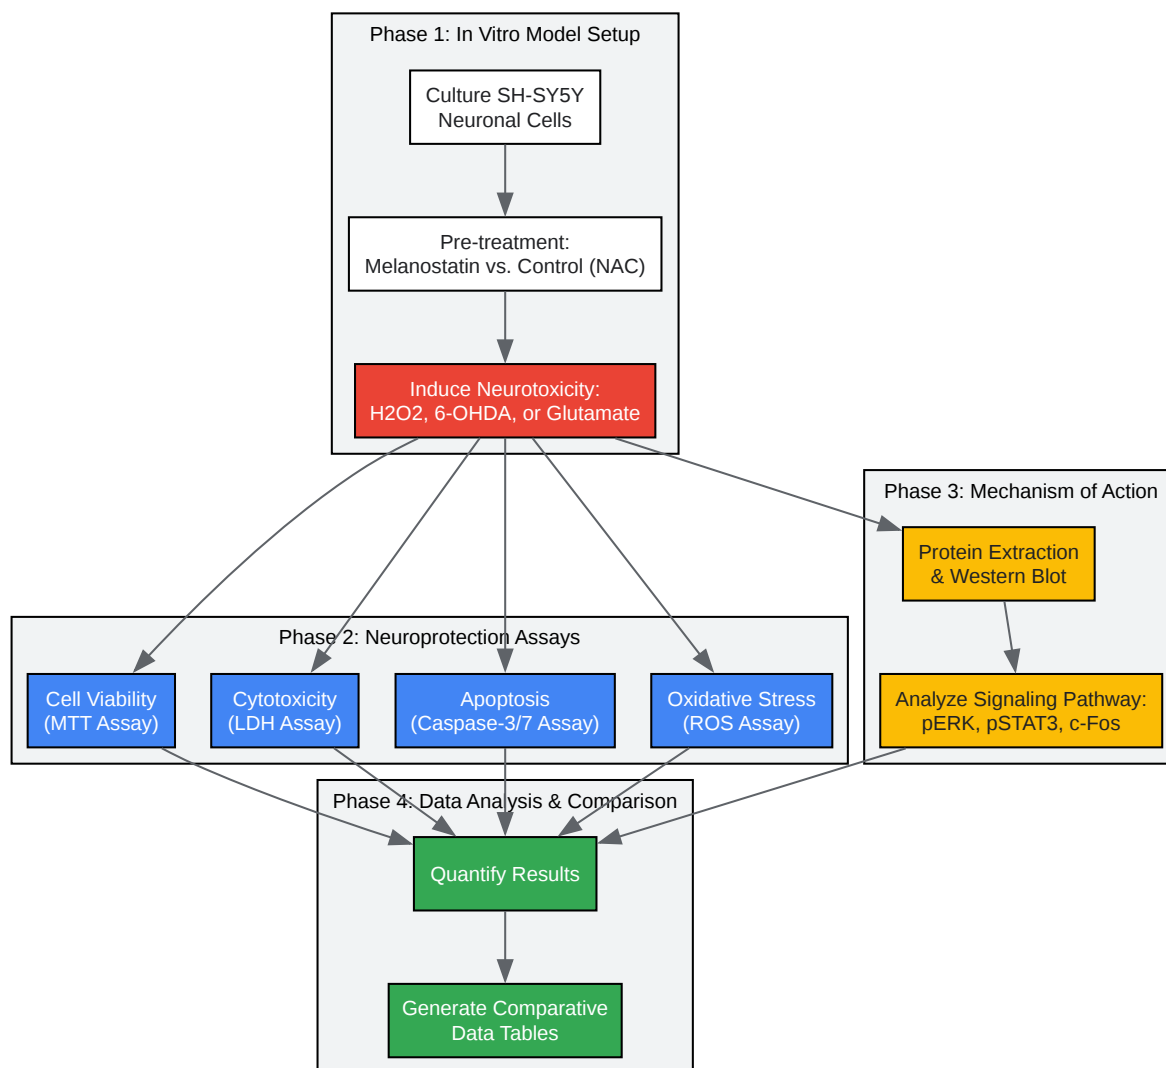 Phase 1: In Vitro Model Setup
Culture SH-SY5Y
Neuronal Cells
Pre-treatment:
Melanostatin vs. Control (NAC)
Induce Neurotoxicity:
H2O2, 6-OHDA, or Glutamate
Phase 3: Mechanism of Action
Protein Extraction
& Western Blot
Analyze Signaling Pathway:
pERK, pSTAT3, c-Fos
Phase 2: Neuroprotection Assays
Cell Viability
(MTT Assay)
Cytotoxicity
(LDH Assay)
Apoptosis
(Caspase-3/7 Assay)
Oxidative Stress
(ROS Assay)
Phase 4: Data Analysis & Comparison
Quantify Results
Generate Comparative
Data Tables